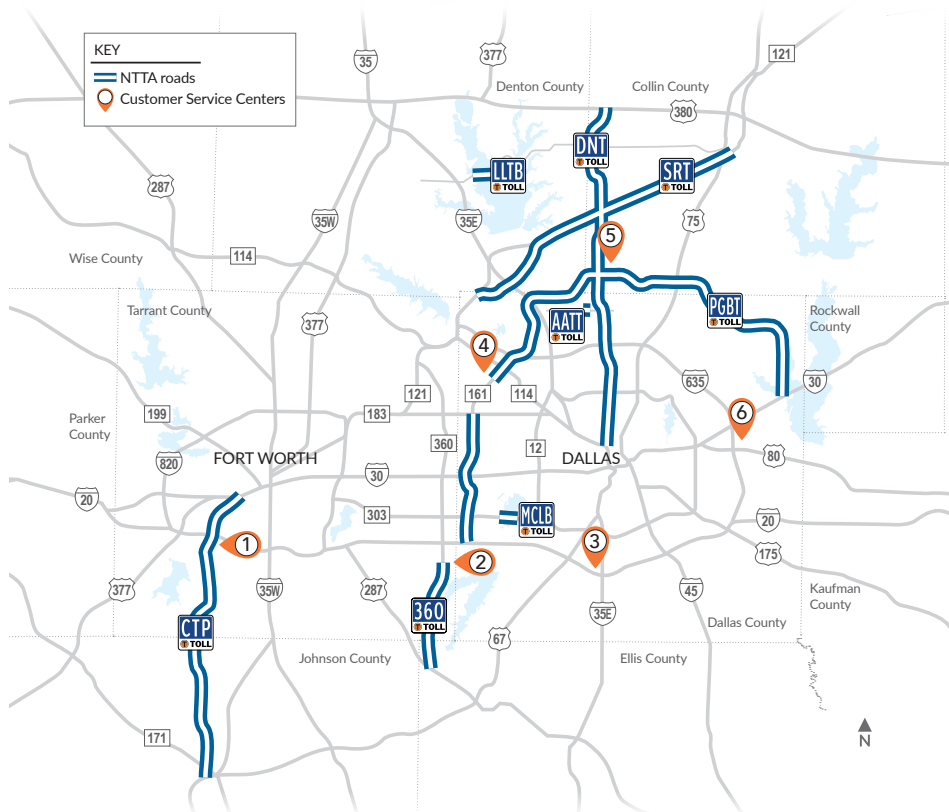 KEY
NTTA roads
Customer Service Centers
35
377
121
Denton County
Collin County
380
DNT
TOLL
LLTB
TOLL
SRT
TOLL
287
35W
35E
75
5
Wise County
114
Tarrant County
377
AATT
TOLL
PGBT
TOLL
Rockwall
County
4
121
161
114
635
30
Parker
County
199
183
6
360
12
820
FORT WORTH
DALLAS
80
30
20
303
MCLB
TOLL
20
1
2
3
175
377
35W
287
360
TOLL
35E
45
Kaufman
County
CTP
TOLL
67
Dallas County
Johnson County
Ellis County
171
N